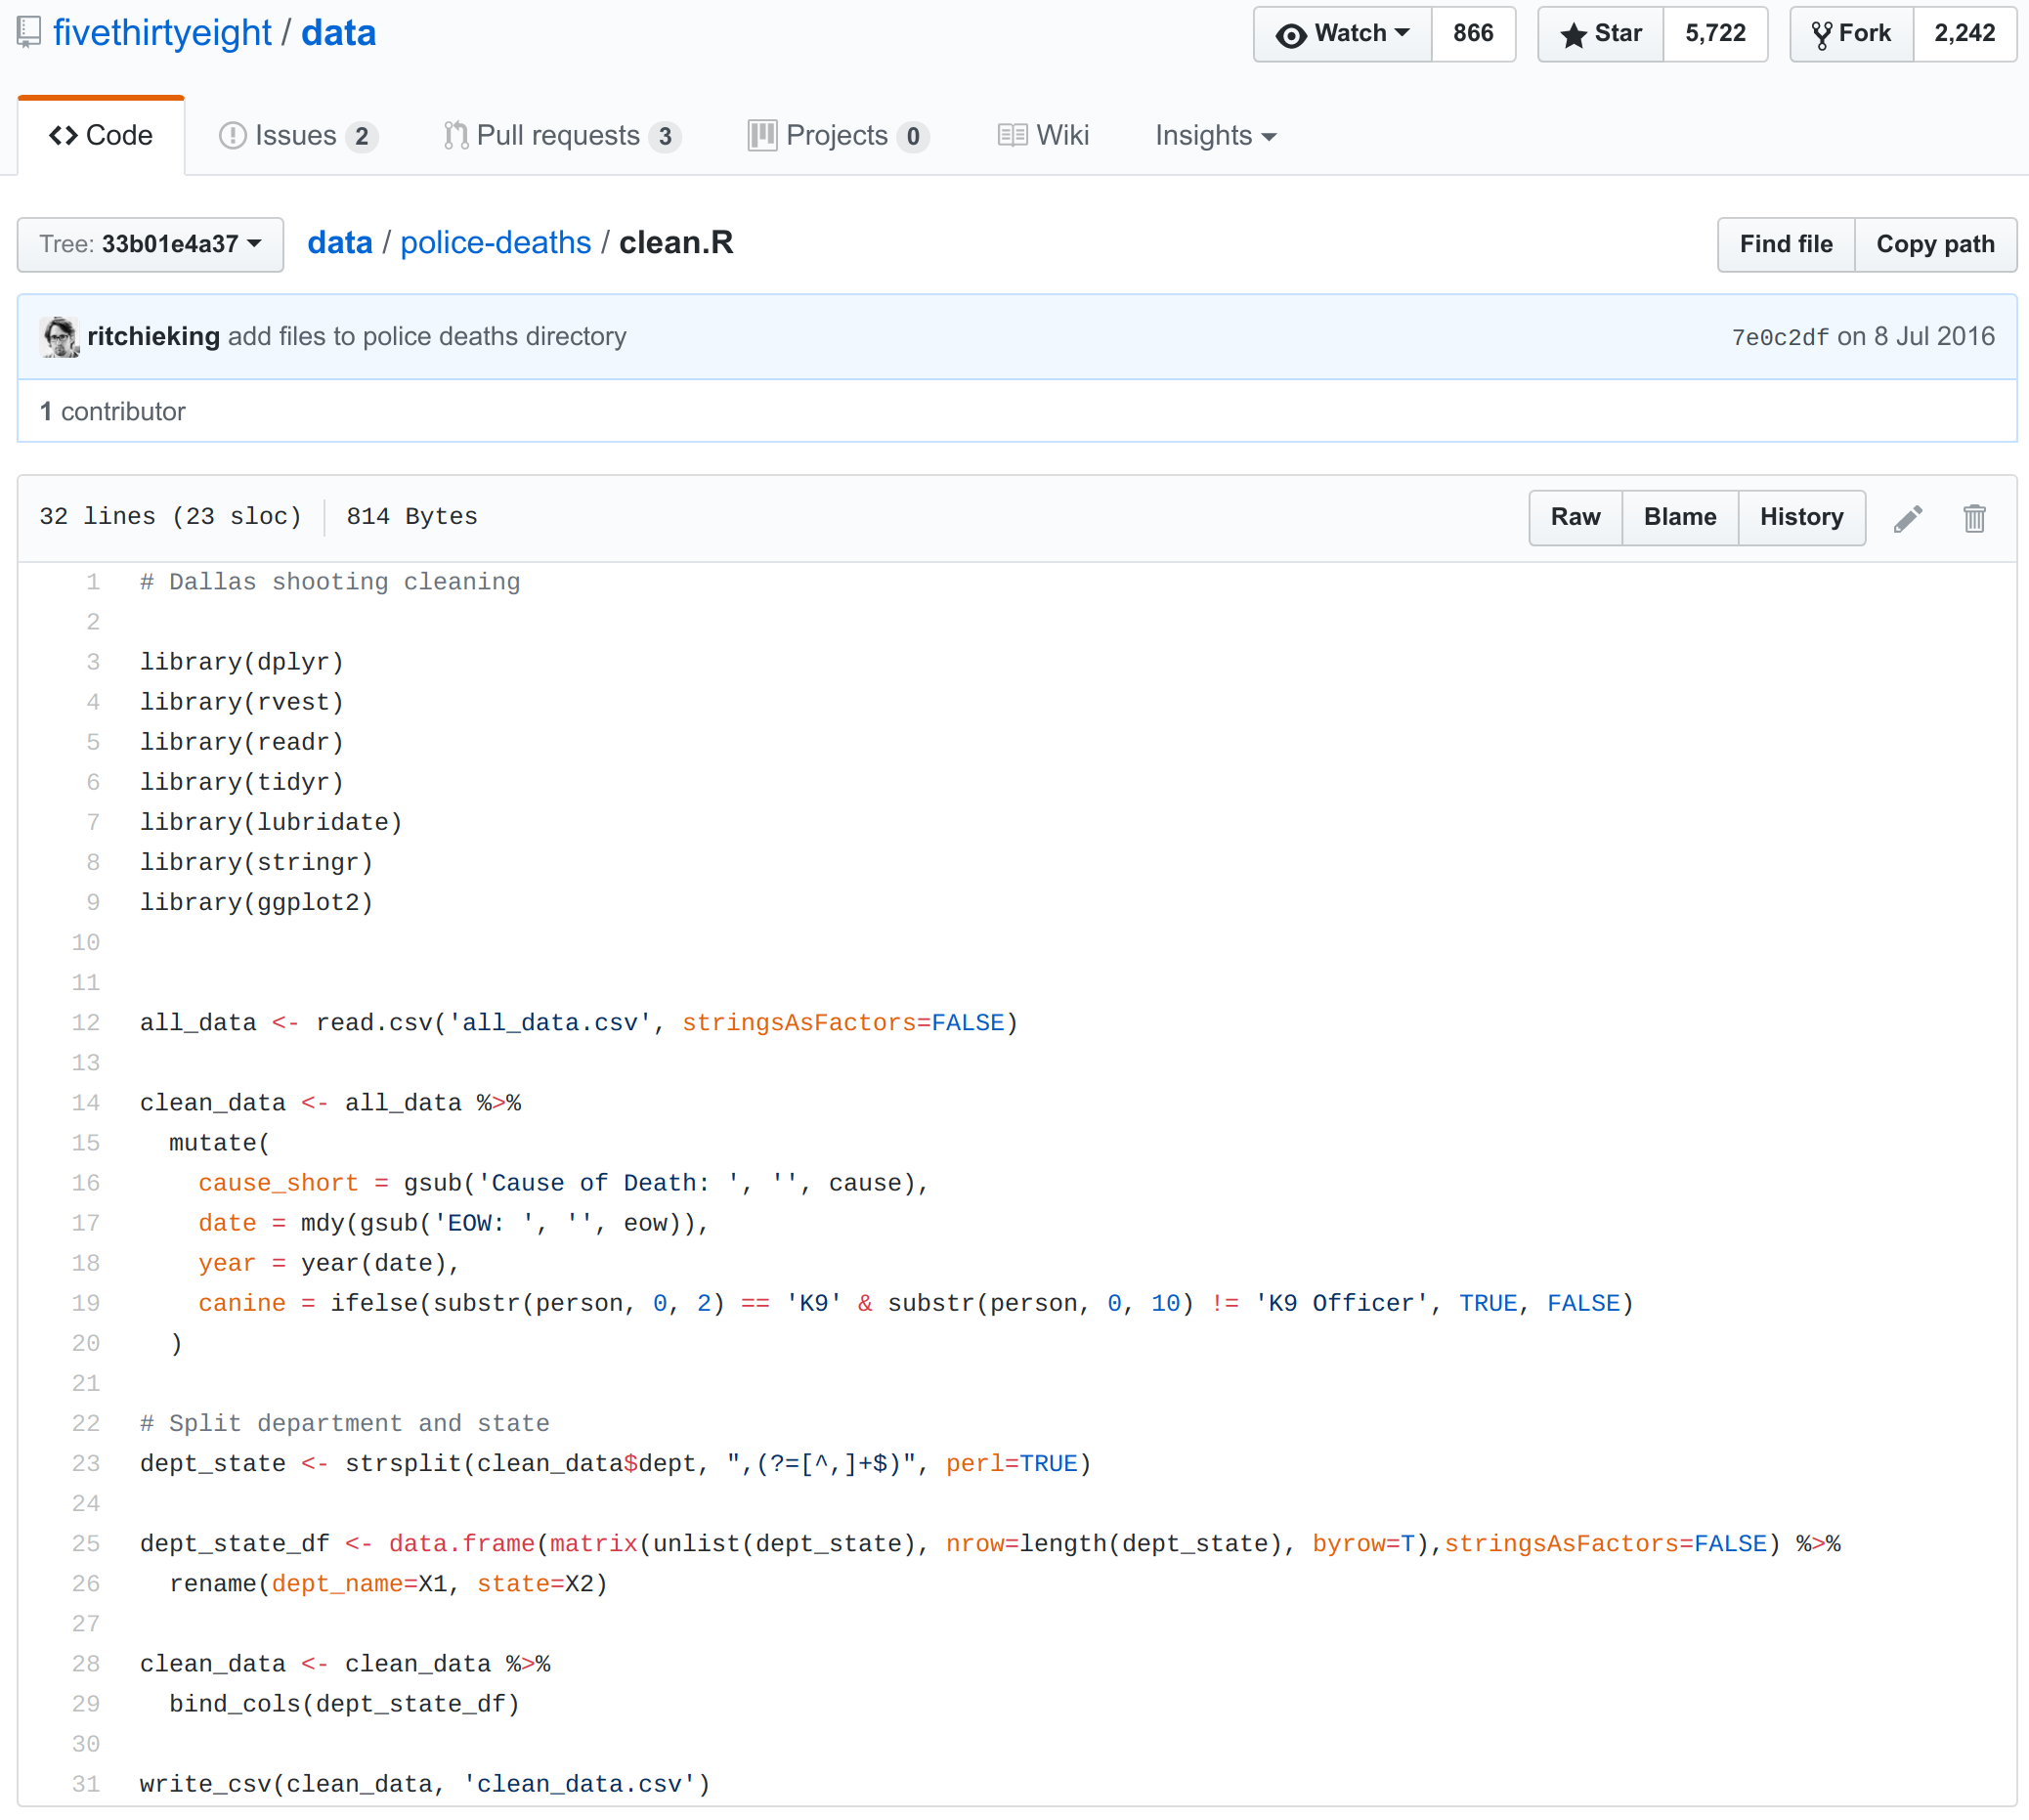 fivethirtyeight / data
Watch 866 Star 5,722 Fork 2,242
Code Issues 2 Pull requests 3 Projects 0 Wiki Insights
Tree: 33b01e4a37 data / police-deaths / clean.R Find file Copy path
ritchieking add files to police deaths directory 7e0c2df on 8 Jul 2016
1 contributor
32 lines (23 sloc) 814 Bytes Raw Blame History
1 # Dallas shooting cleaning
2
3 library(dplyr)
4 library(rvest)
5 library(readr)
6 library(tidyr)
7 library(lubridate)
8 library(stringr)
9 library(ggplot2)
10
11
12 all_data <- read.csv('all_data.csv', stringsAsFactors=FALSE)
13
14 clean_data <- all_data %>%
15 mutate(
16 cause_short = gsub('Cause of Death: ', '', cause),
17 date = mdy(gsub('EOW: ', '', eow)),
18 year = year(date),
19 canine = ifelse(substr(person, 0, 2) == 'K9' & substr(person, 0, 10) != 'K9 Officer', TRUE, FALSE)
20 )
21
22 # Split department and state
23 dept_state <- strsplit(clean_data$dept, ",(?=[^,]+$)", perl=TRUE)
24
25 dept_state_df <- data.frame(matrix(unlist(dept_state), nrow=length(dept_state), byrow=T),stringsAsFactors=FALSE) %>%
26 rename(dept_name=X1, state=X2)
27
28 clean_data <- clean_data %>%
29 bind_cols(dept_state_df)
30
31 write_csv(clean_data, 'clean_data.csv')